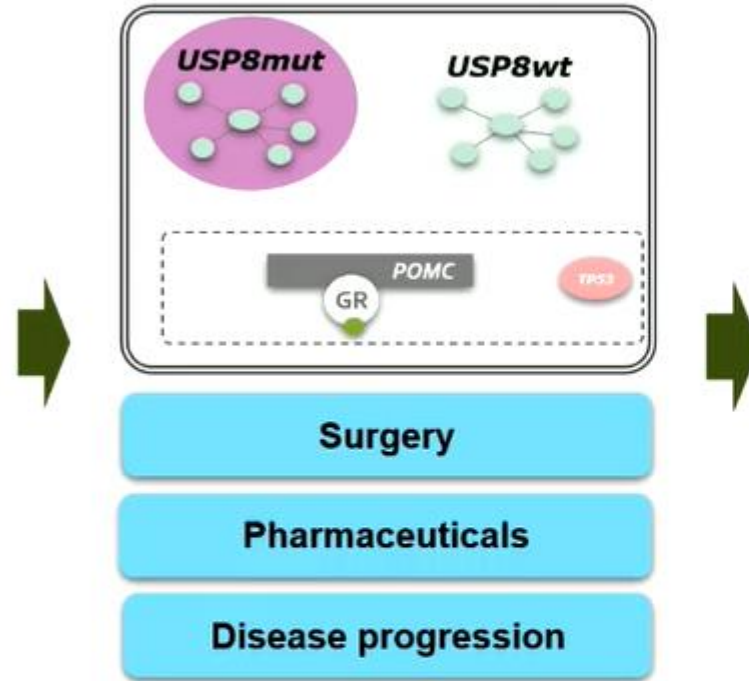 USP8mut
USP8wt
POMC
GR
TP53
Surgery
Pharmaceuticals
Disease progression